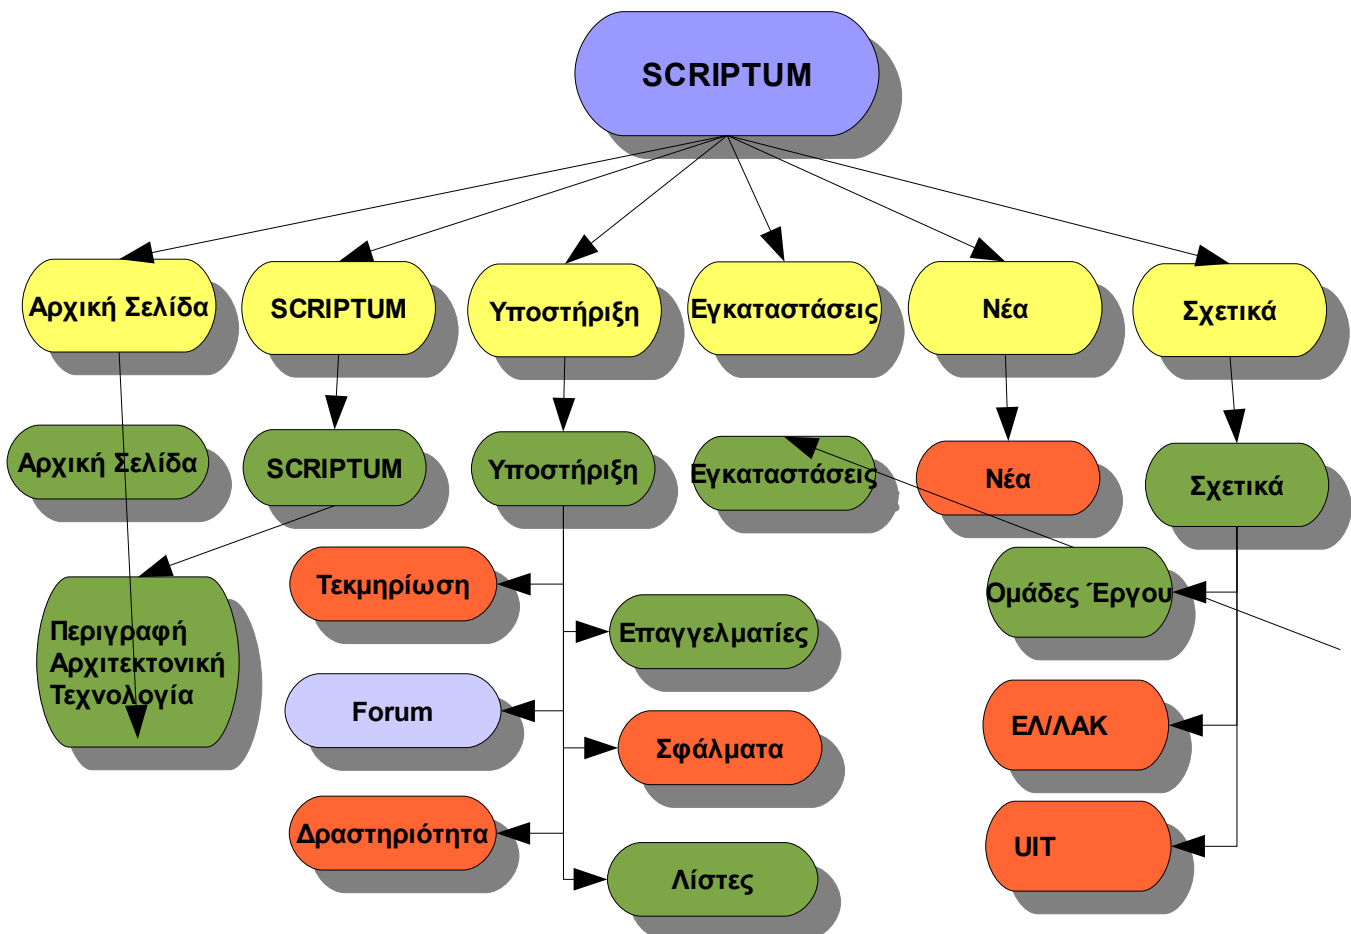 SCRIPTUM
Αρχική Σελίδα
SCRIPTUM
Υποστήριξη
Εγκαταστάσεις
Νέα
Σχετικά
Αρχική Σελίδα
SCRIPTUM
Υποστήριξη
Εγκαταστάσεις
Νέα
Σχετικά
Τεκμηρίωση
Ομάδες Έργου
Περιγραφή
Αρχιτεκτονική
Τεχνολογία
Επαγγελματίες
Forum
ΕΛ/ΛΑΚ
Σφάλματα
Δραστηριότητα
UIT
Λίστες